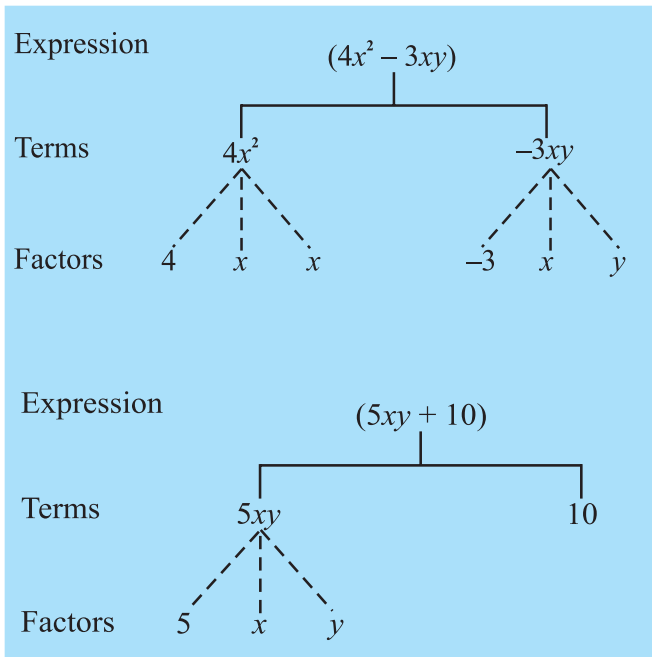 Expression (4x² – 3xy)
Terms 4x² –3xy
Factors 4 x x –3 x y
Expression (5xy + 10)
Terms 5xy 10
Factors 5 x y